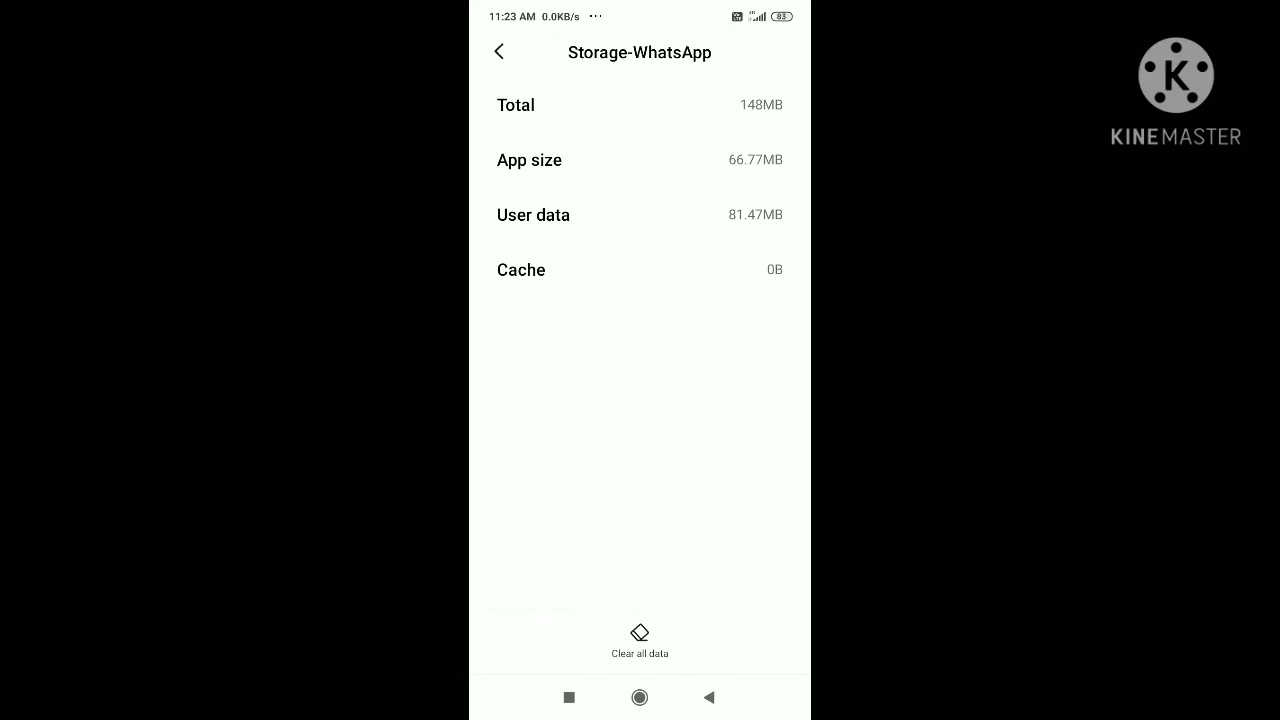 11:23 AM 0.0KB/s ... 83
Storage-WhatsApp
Total 148MB
App size 66.77MB
User data 81.47MB
Cache 0B
Clear all data
K
KINEMASTER